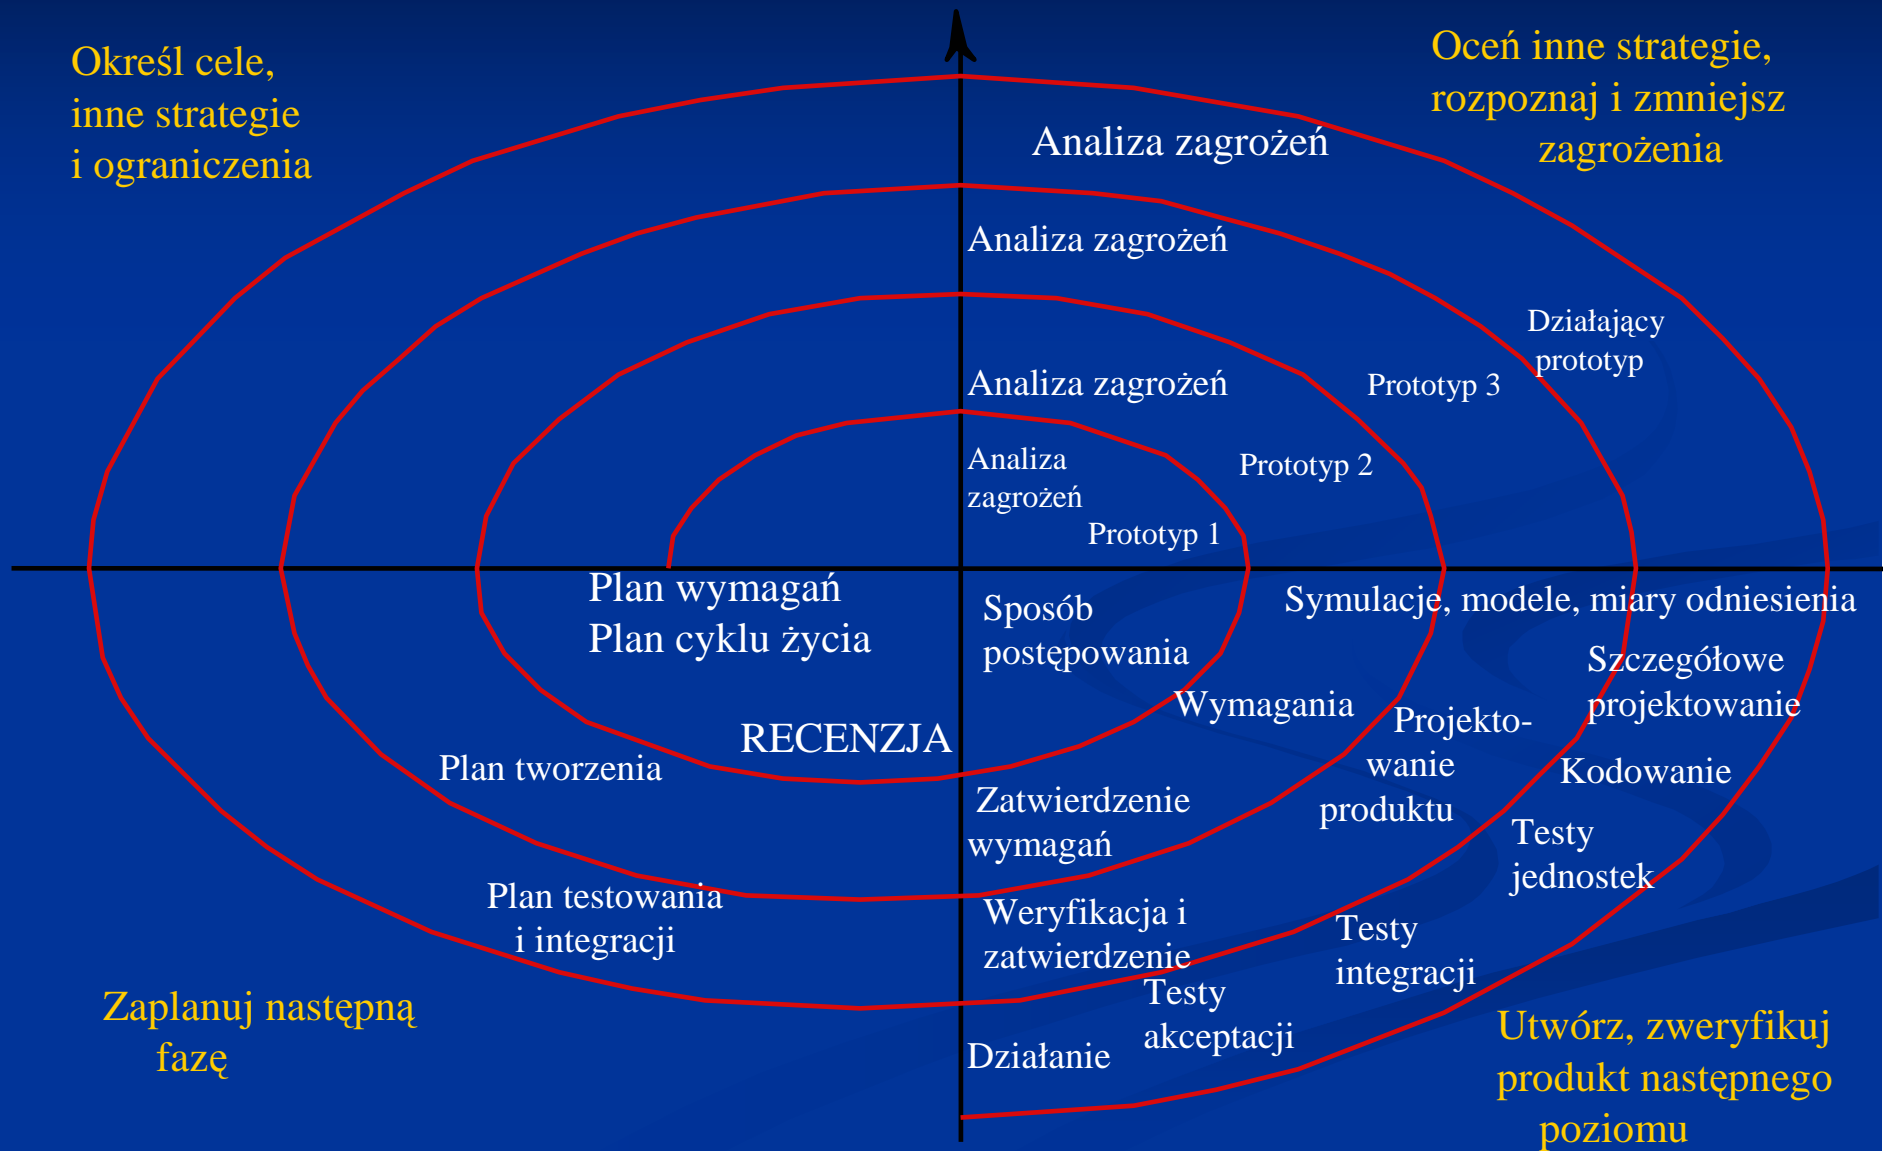 Określ cele,
inne strategie
i ograniczenia
Oceń inne strategie,
rozpoznaj i zmniejsz
zagrożenia
Analiza zagrożeń
Analiza zagrożeń
Działający
prototyp
Analiza zagrożeń
Prototyp 3
Analiza
zagrożeń
Prototyp 2
Prototyp 1
Plan wymagań
Plan cyklu życia
Sposób
postępowania
Symulacje, modele, miary odniesienia
Szczegółowe
projektowanie
RECENZJA
Wymagania
Projekto-
wanie
produktu
Plan tworzenia
Kodowanie
Zatwierdzenie
wymagań
Testy
jednostek
Plan testowania
i integracji
Weryfikacja i
zatwierdzenie
Testy
integracji
Testy
akceptacji
Działanie
Zaplanuj następną
fazę
Utwórz, zweryfikuj
produkt następnego
poziomu